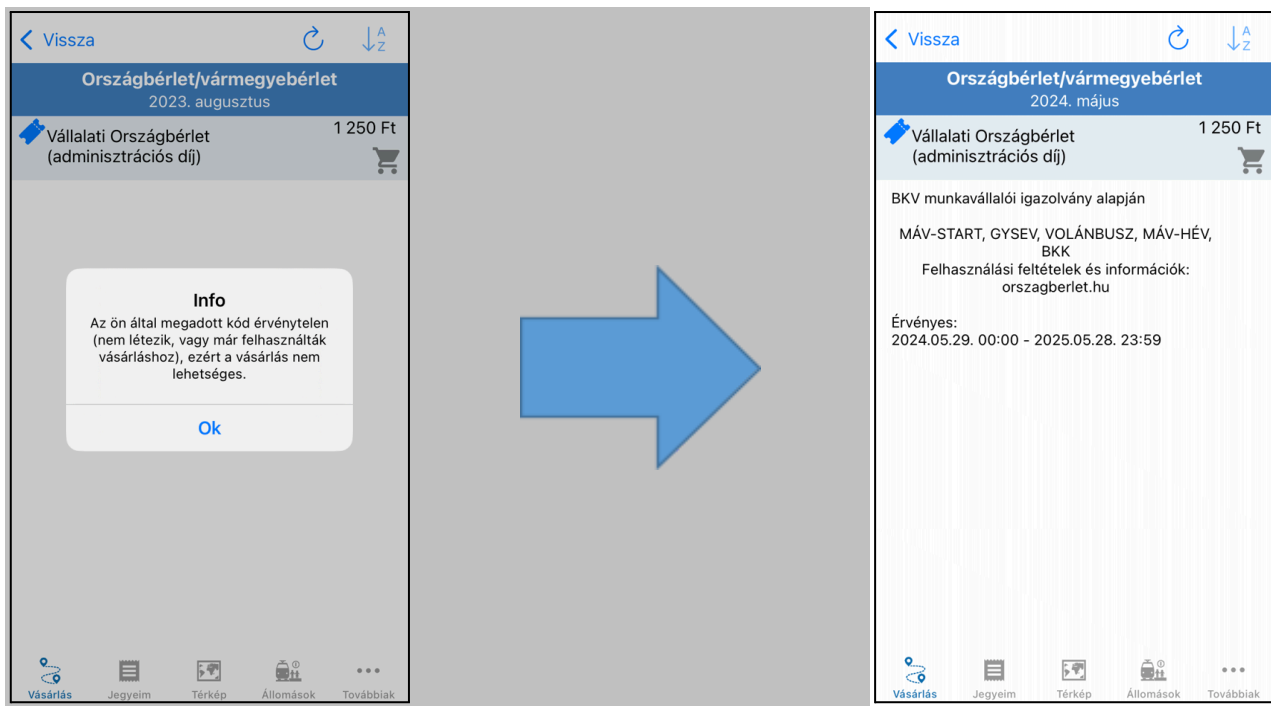 Vissza
A
Z
Országbérlet/vármegyebérlet
2023. augusztus
Vállalati Országbérlet
(adminisztrációs díj)
1 250 Ft
Info
Az ön által megadott kód érvénytelen
(nem létezik, vagy már felhasználták
vásárláshoz), ezért a vásárlás nem
lehetséges.
Ok
Vásárlás
Jegyeim
Térkép
Állomások
Továbbiak
Vissza
A
Z
Országbérlet/vármegyebérlet
2024. május
Vállalati Országbérlet
(adminisztrációs díj)
1 250 Ft
BKV munkavállalói igazolvány alapján
MÁV-START, GYSEV, VOLÁNBUSZ, MÁV-HÉV,
BKK
Felhasználási feltételek és információk:
orszagberlet.hu
Érvényes:
2024.05.29. 00:00 - 2025.05.28. 23:59
Vásárlás
Jegyeim
Térkép
Állomások
Továbbiak